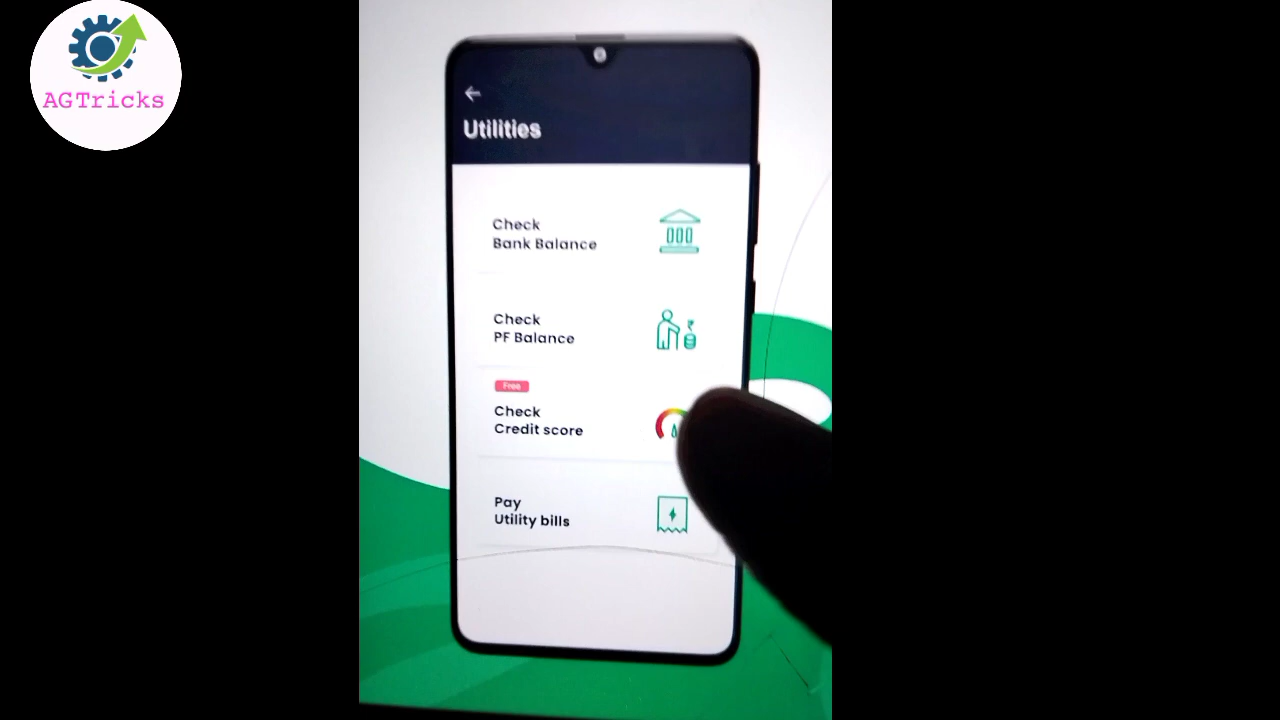 AGTricks
Utilities
Check
Bank Balance
Check
PF Balance
Free
Check
Credit score
Pay
Utility bills